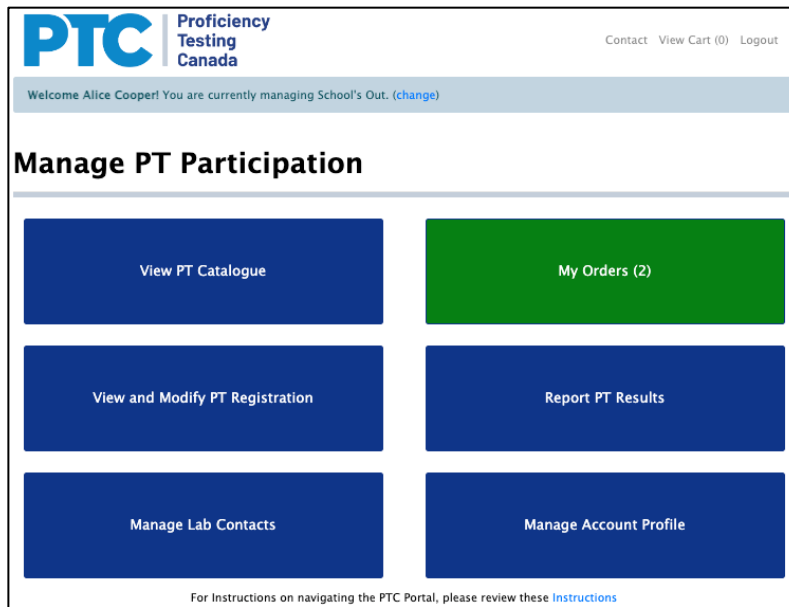 PTC
Proficiency
Testing
Canada
Contact View Cart (0) Logout
Welcome Alice Cooper! You are currently managing School's Out. (change)
Manage PT Participation
View PT Catalogue
My Orders (2)
View and Modify PT Registration
Report PT Results
Manage Lab Contacts
Manage Account Profile
For Instructions on navigating the PTC Portal, please review these Instructions